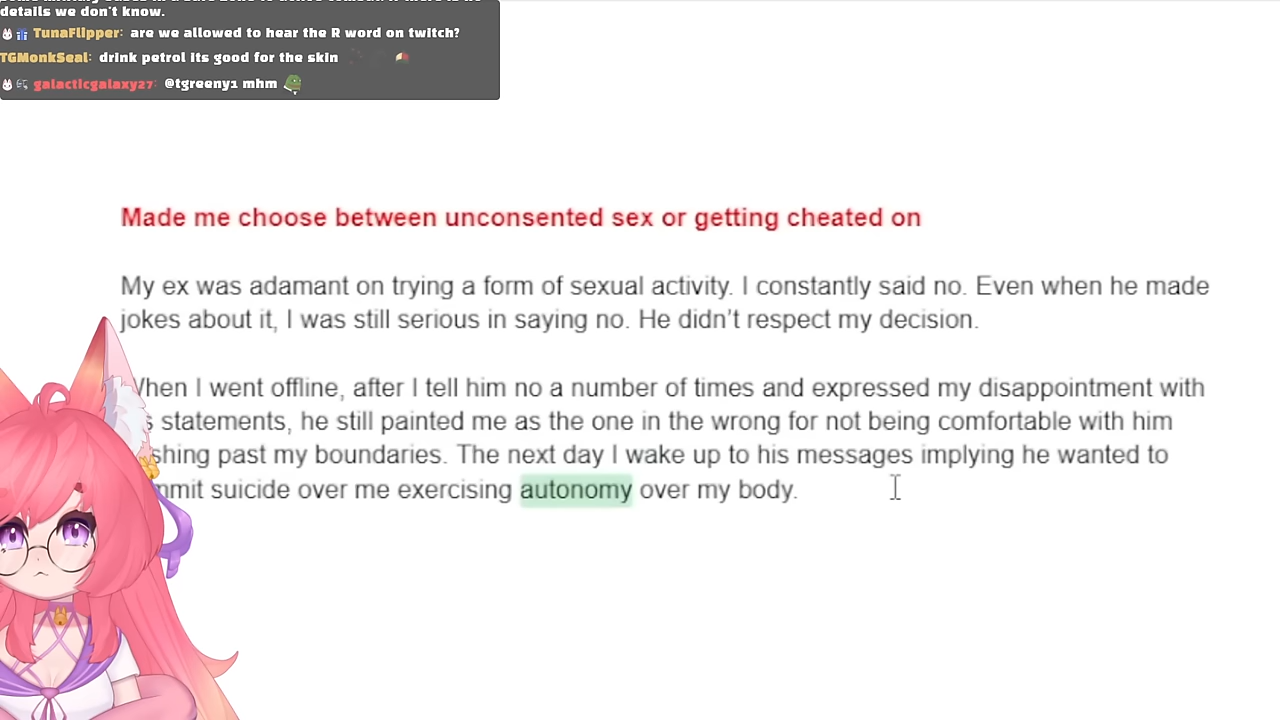 details we don't know.
TunaFlipper: are we allowed to hear the R word on twitch?
TGMonkSeal: drink petrol its good for the skin
galacticgalaxy27: @tgreeny1 mhm
Made me choose between unconsented sex or getting cheated on
My ex was adamant on trying a form of sexual activity. I constantly said no. Even when he made
jokes about it, I was still serious in saying no. He didn't respect my decision.
When I went offline, after I tell him no a number of times and expressed my disappointment with
statements, he still painted me as the one in the wrong for not being comfortable with him
past my boundaries. The next day I wake up to his messages implying he wanted to
suicide over me exercising autonomy over my body.